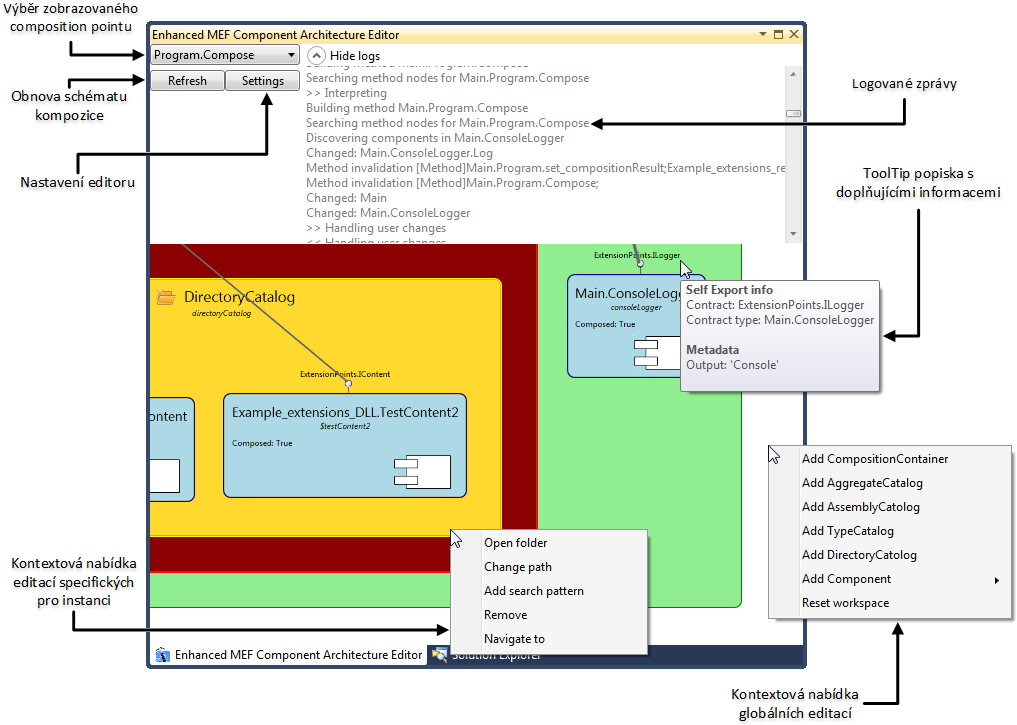 Výběr zobrazovaného
composition pointu
Enhanced MEF Component Architecture Editor
Program.Compose
Hide logs
Refresh
Settings
Searching method nodes for Main.Program.Compose
>> Interpreting
Building method Main.Program.Compose
Searching method nodes for Main.Program.Compose
Discovering components in Main.ConsoleLogger
Changed: Main.ConsoleLogger.Log
Method invalidation [Method]Main.Program.set_compositionResult;Example_extensions_re
Method invalidation [Method]Main.Program.Compose;
Changed: Main
Changed: Main.ConsoleLogger
>> Handling user changes
<< Handling user changes
Obnova schématu
kompozice
Nastavení editoru
Logované zprávy
ToolTip popiska s
doplňujícími informacemi
DirectoryCatalog
directoryCatalog
ExtensionPoints.IContent
ontent
Example_extensions_DLL.TestContent2
$testContent2
Composed: True
ExtensionPoints.ILogger
Main.ConsoleLogg
consoleLogger
Composed: True
Self Export info
Contract: ExtensionPoints.ILogger
Contract type: Main.ConsoleLogger
Metadata
Output: 'Console'
Add CompositionContainer
Add AggregateCatalog
Add AssemblyCatolog
Add TypeCatalog
Add DirectoryCatolog
Add Component
Reset workspace
Kontextová nabídka
editací specifických
pro instanci
Open folder
Change path
Add search pattern
Remove
Navigate to
Enhanced MEF Component Architecture Editor
Solution Explorer
Kontextová nabídka
globálních editací